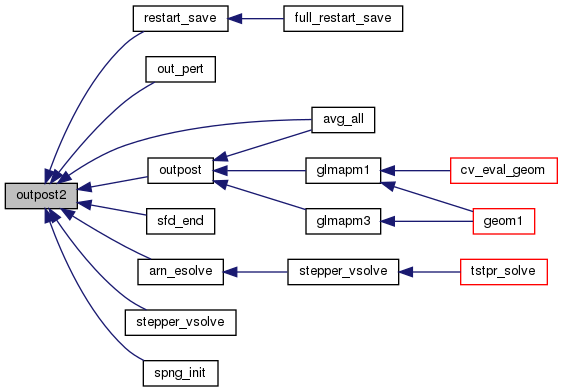 restart_save
full_restart_save
out_pert
avg_all
outpost
glmapm1
cv_eval_geom
outpost2
sfd_end
glmapm3
geom1
arn_esolve
stepper_vsolve
tstpr_solve
stepper_vsolve
spng_init